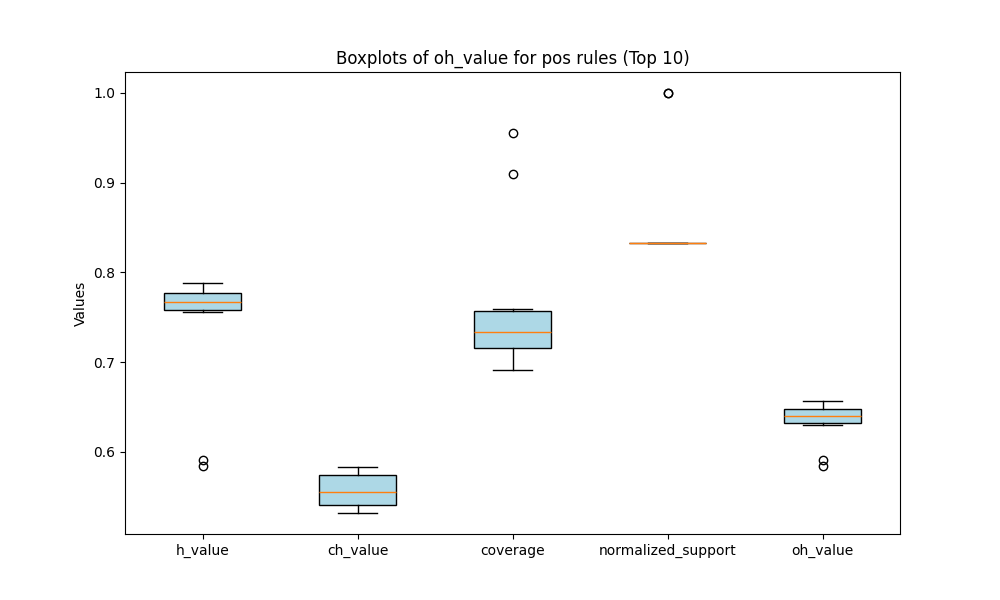 Boxplots of oh_value for pos rules (Top 10)
1.0
0.9
0.8
0.7
0.6
Values
h_value
ch_value
coverage
normalized_support
oh_value